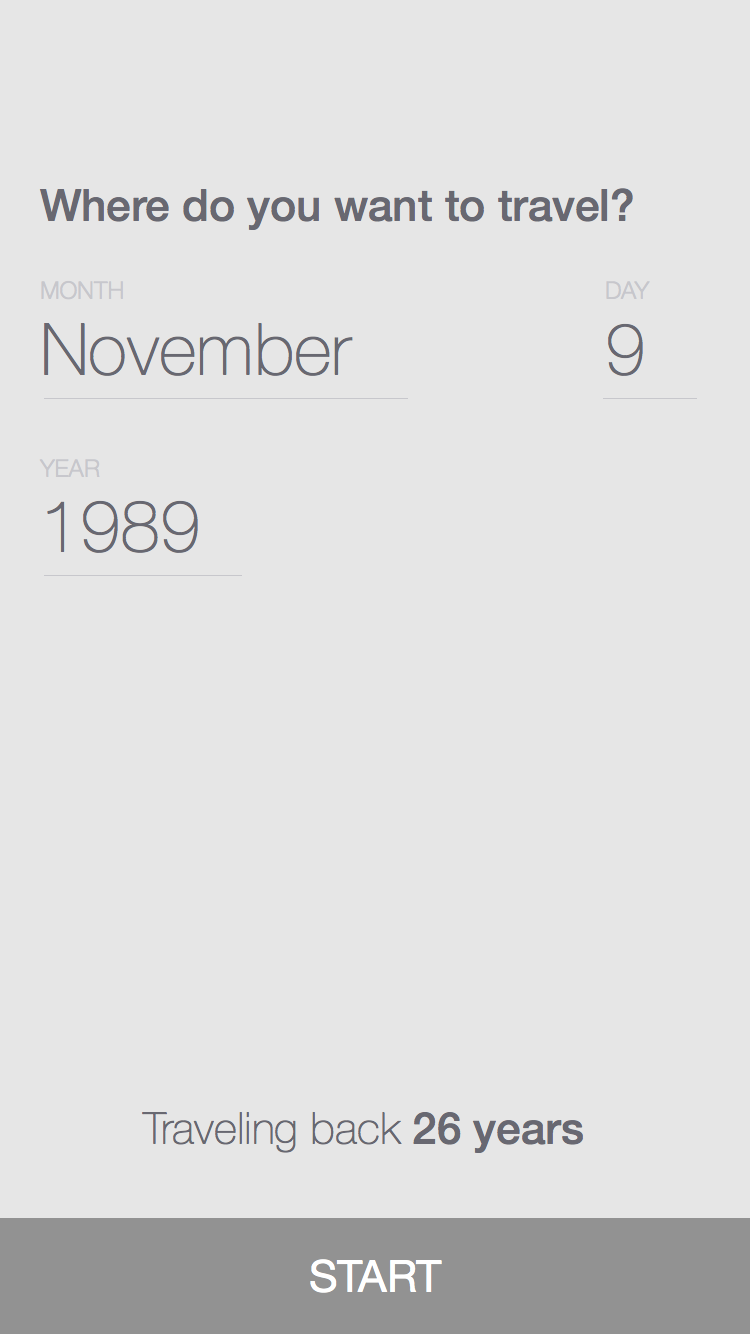 Where do you want to travel?
MONTH
DAY
November
9
YEAR
1989
Traveling back 26 years
START